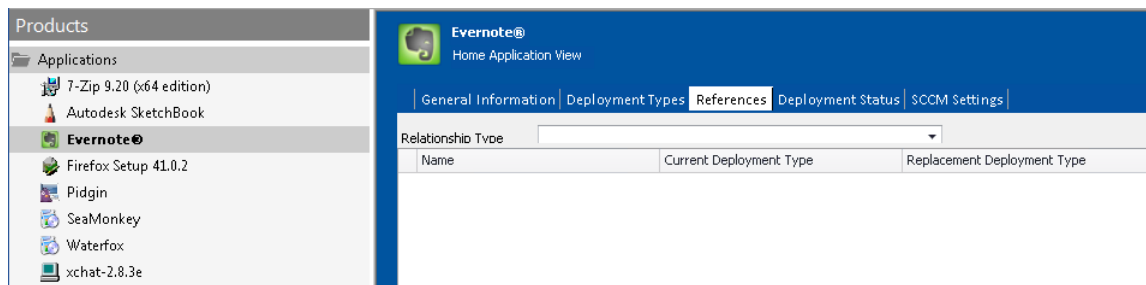 Products
Applications
7-Zip 9.20 (x64 edition)
Autodesk SketchBook
Evernote®
Firefox Setup 41.0.2
Pidgin
SeaMonkey
Waterfox
xchat-2.8.3e
Evernote®
Home Application View
General Information Deployment Types References Deployment Status SCCM Settings
Relationship Type
Name Current Deployment Type Replacement Deployment Type